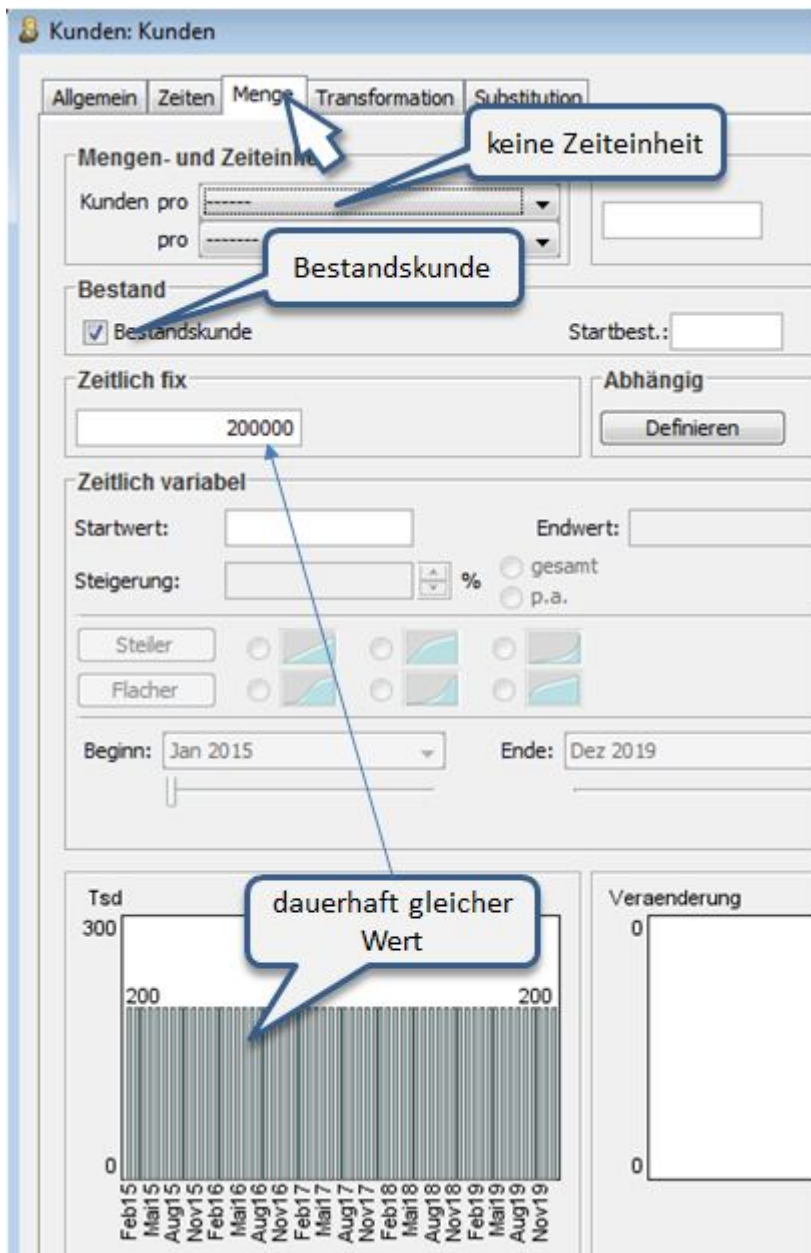 Kunden: Kunden
Allgemein Zeiten Menge Transformation Substitution
keine Zeiteinheit
Mengen- und Zeiteinhe
Kunden pro ------
pro -------
Bestandskunde
Bestand
Bestandskunde Startbest.:
Zeitlich fix Abhängig
200000 Definieren
Zeitlich variabel
Startwert: Endwert:
Steigerung: % gesamt
p.a.
Steiler
Flacher
Beginn: Jan 2015 Ende: Dez 2019
Tsd
dauerhaft gleicher
Wert
Veraenderung
300 0
200 200
0 0
Feb15 Mai15 Aug15 Nov15 Feb16 Mai16 Aug16 Nov16 Feb17 Mai17 Aug17 Nov17 Feb18 Mai18 Aug18 Nov18 Feb19 Mai19 Aug19 Nov19